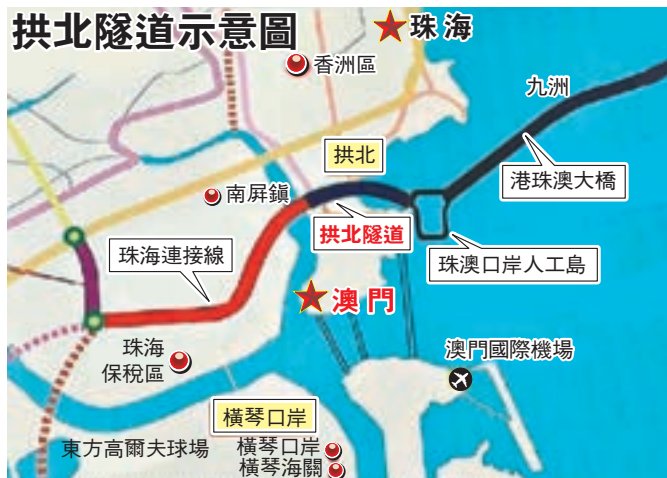 拱北隧道示意圖
珠海
香洲區
九洲
拱北
港珠澳大橋
南屏鎮
拱北隧道
珠海連接線
珠澳口岸人工島
澳門
珠海
保稅區
澳門國際機場
橫琴口岸
東方高爾夫球場
橫琴口岸
橫琴海關